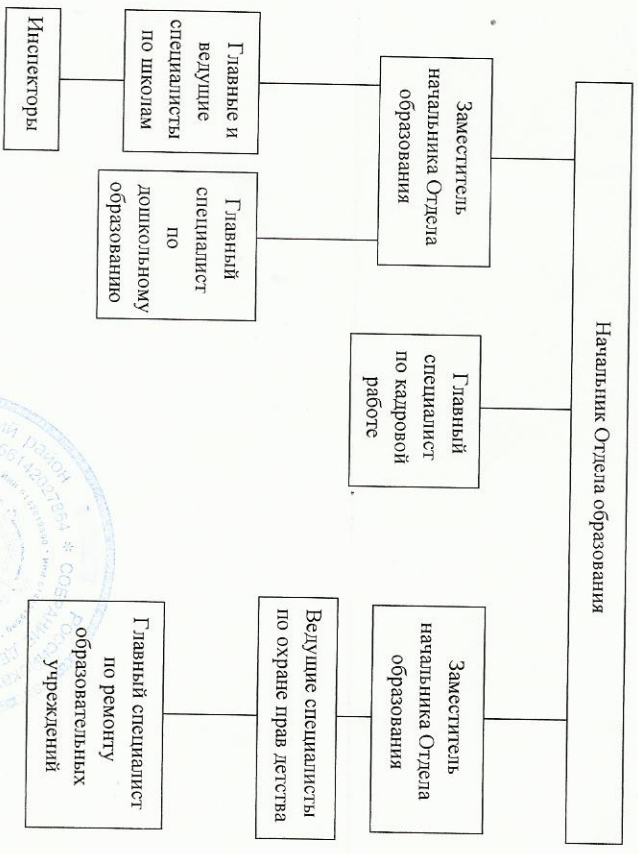 Начальник Отдела образования
Заместитель
начальника Отдела
образования
Главный
специалист
по кадровой
работе
Заместитель
начальника Отдела
образования
Главные и
ведущие
специалисты
по школам
Главный
специалист
по
дошкольному
образованию
Ведущие специалисты
по охране прав детства
Инспекторы
Главный специалист
по ремонту
образовательных
учреждений
район
* СОБРАНИЕ